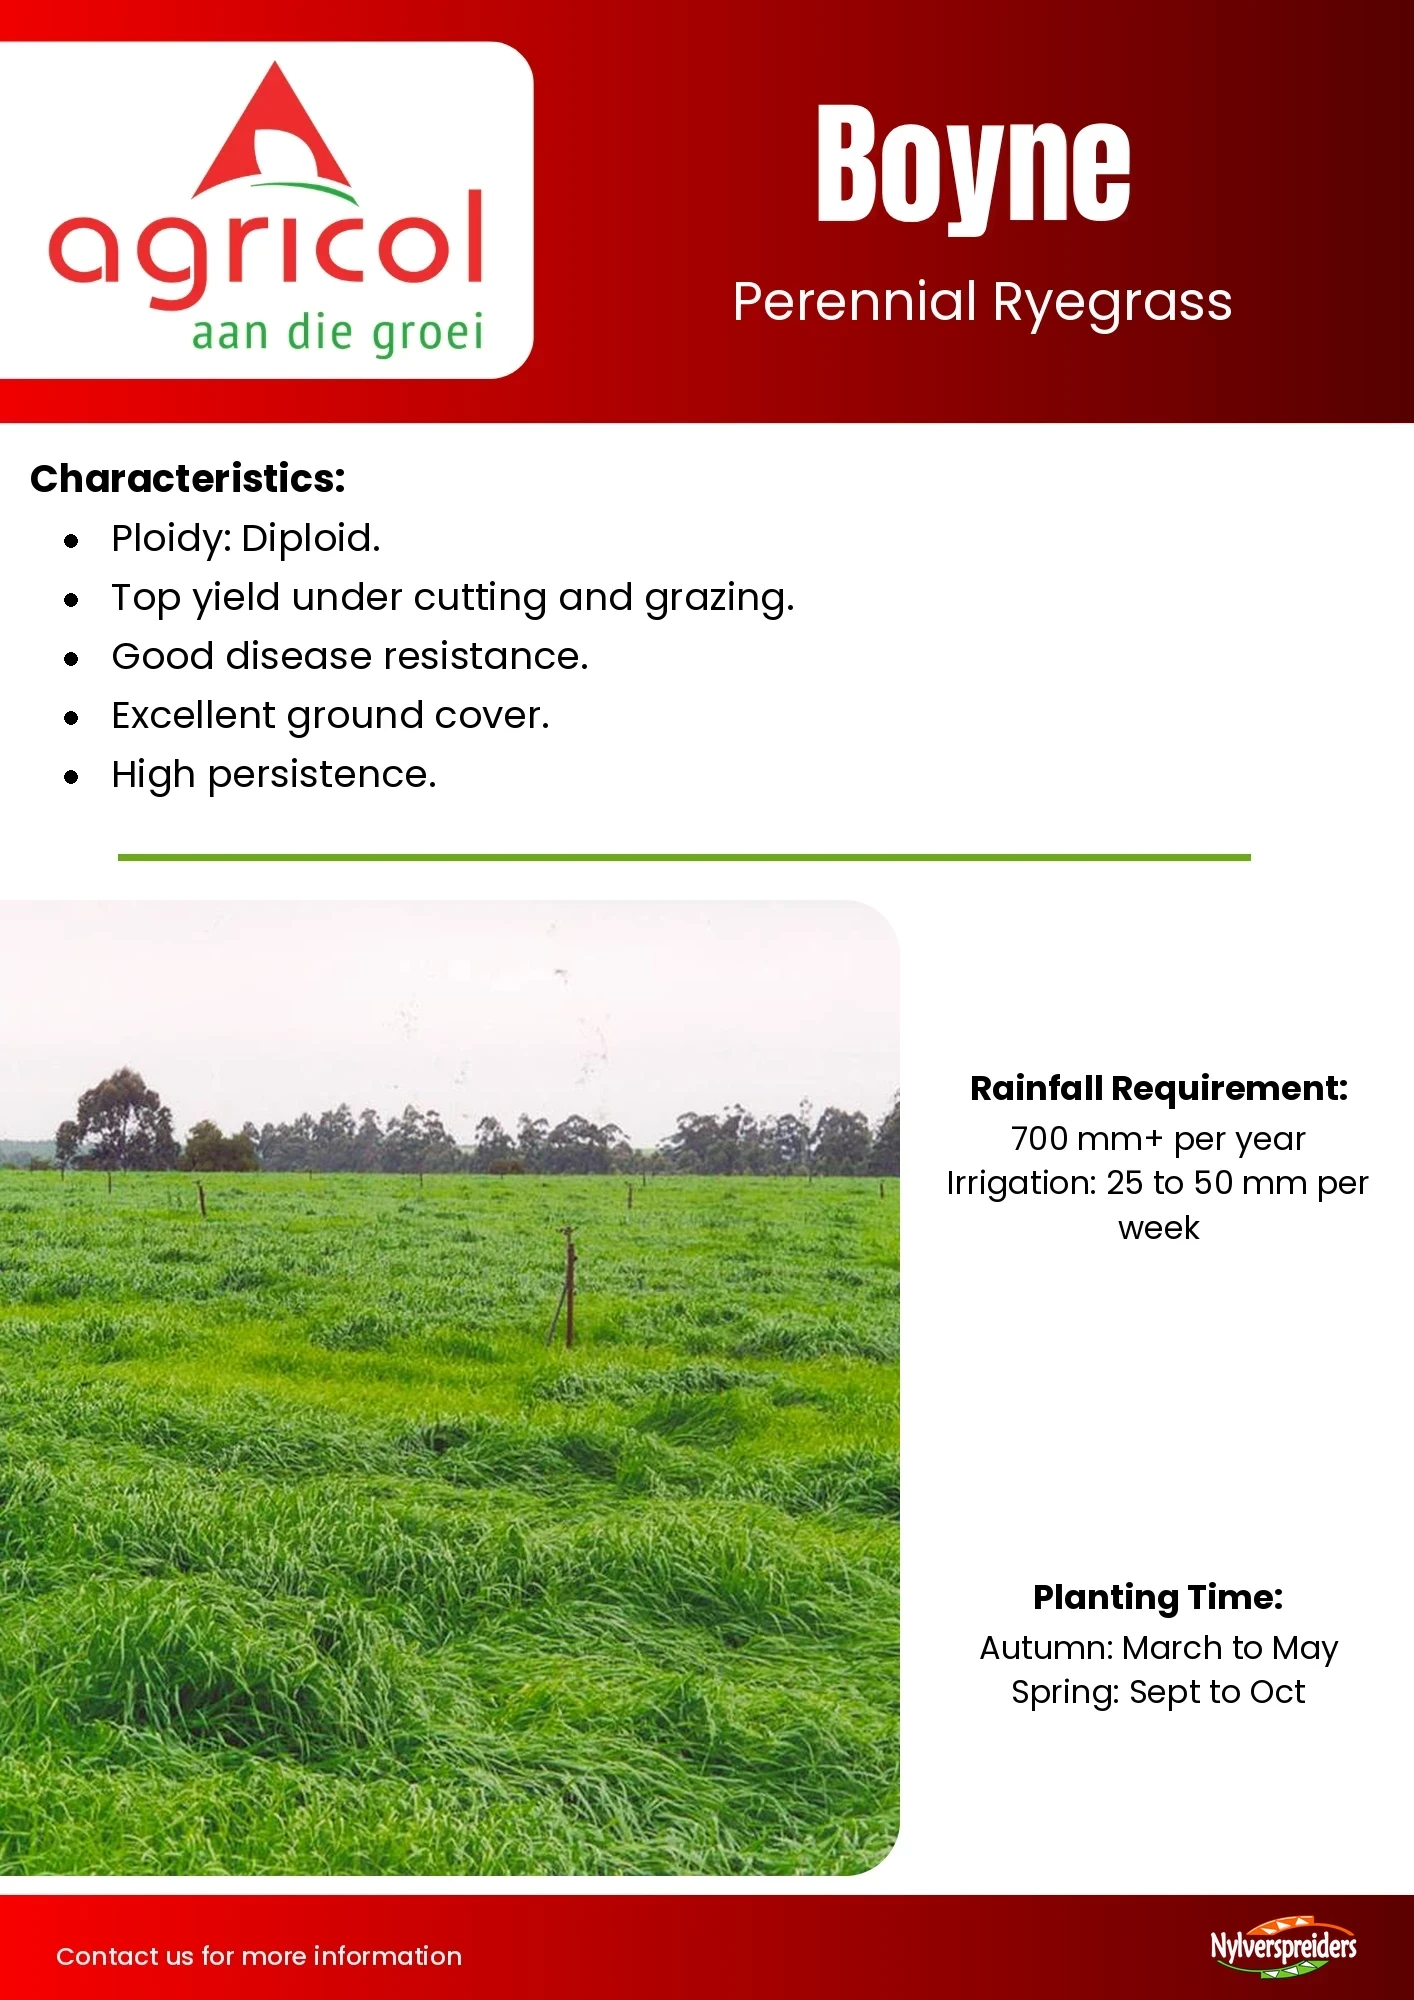 agricol
aan die groei
Boyne
Perennial Ryegrass
Characteristics:
• Ploidy: Diploid.
• Top yield under cutting and grazing.
• Good disease resistance.
• Excellent ground cover.
• High persistence.
Rainfall Requirement:
700 mm+ per year
Irrigation: 25 to 50 mm per
week
Planting Time:
Autumn: March to May
Spring: Sept to Oct
Contact us for more information
Nylverspreiders